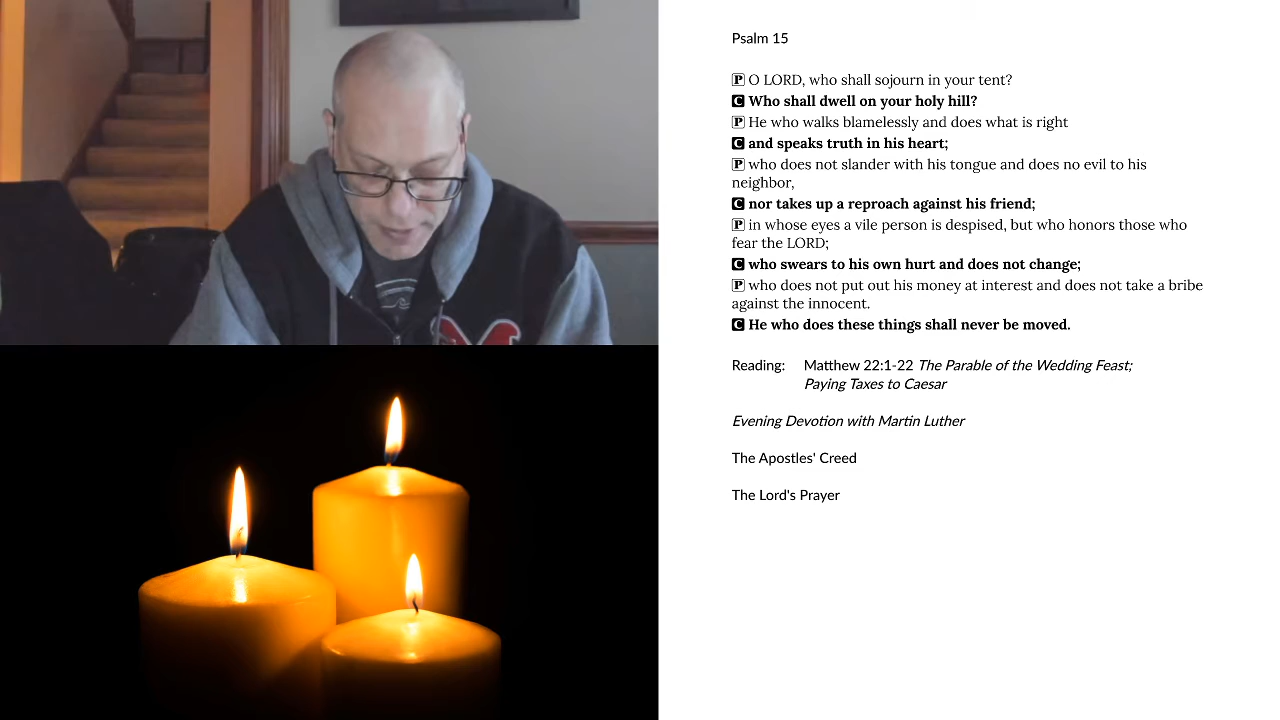 Psalm 15
P O LORD, who shall sojourn in your tent?
C Who shall dwell on your holy hill?
P He who walks blamelessly and does what is right
C and speaks truth in his heart;
P who does not slander with his tongue and does no evil to his
neighbor,
C nor takes up a reproach against his friend;
P in whose eyes a vile person is despised, but who honors those who
fear the LORD;
C who swears to his own hurt and does not change;
P who does not put out his money at interest and does not take a bribe
against the innocent.
C He who does these things shall never be moved.
Reading: Matthew 22:1-22 The Parable of the Wedding Feast;
Paying Taxes to Caesar
Evening Devotion with Martin Luther
The Apostles' Creed
The Lord's Prayer